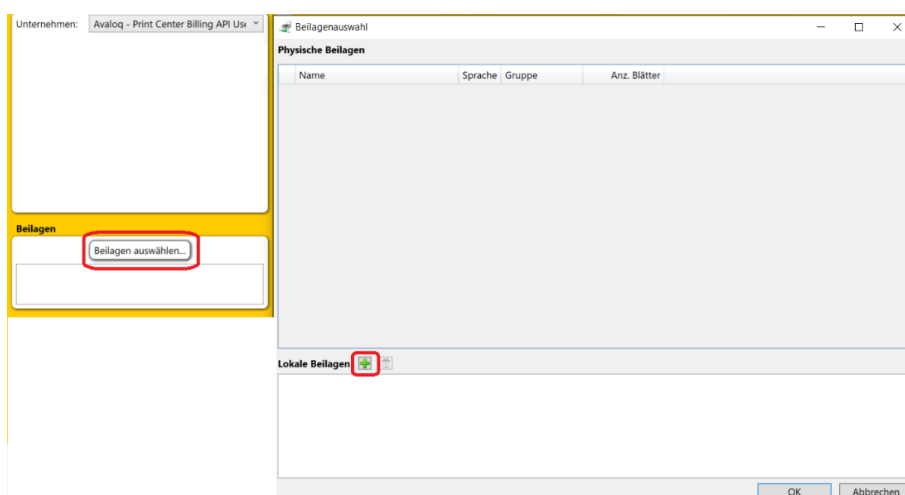 Unternehmen: Avaloq - Print Center Billing API Use
Beilagen
Beilagen auswählen...
Beilagenauswahl
Physische Beilagen
Name Sprache Gruppe Anz. Blätter
Lokale Beilagen
OK Abbrechen